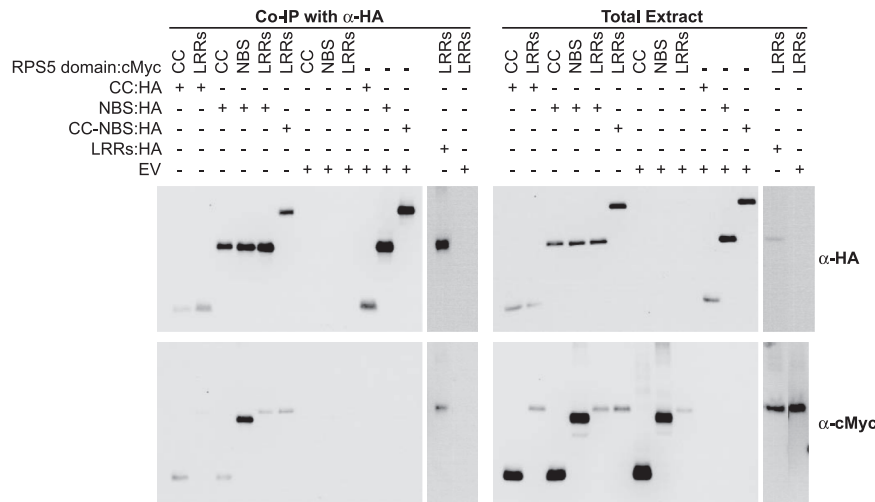 Co-IP with α-HA Total Extract
RPS5 domain:cMyc CC LRRs CC NBS LRRs LRRs CC NBS LRRs - - - LRRs LRRs CC LRRs CC NBS LRRs LRRs CC NBS LRRs - - - LRRs LRRs
CC:HA + + - - - - - - - + - - - - + + - - - - - - - + - - - -
NBS:HA - - + + + - - - - - + - - - - - + + + - - - - - + - - -
CC-NBS:HA - - - - - + - - - - - + - - - - - - - + - - - - - + - -
LRRs:HA - - - - - - - - - - - - + - - - - - - - - - - - - - + -
EV - - - - - - + + + + + + - + - - - - - - + + + + + + - +
α-HA
α-cMyc